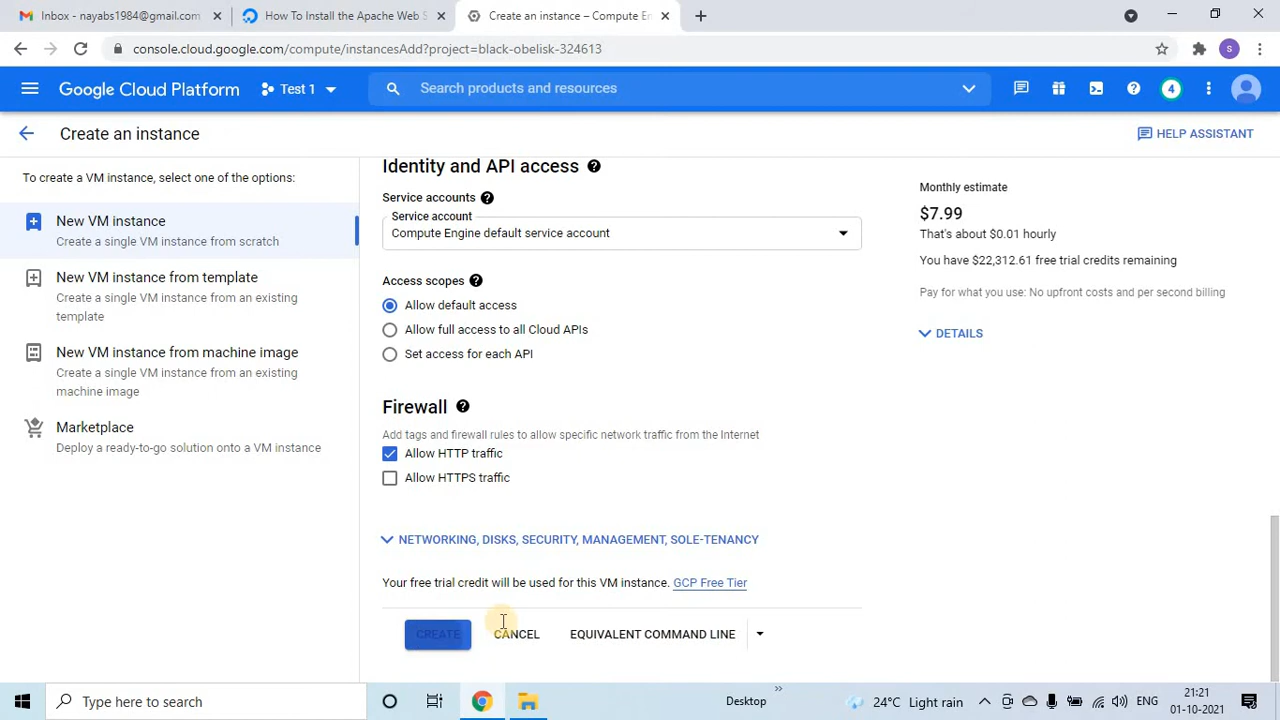 Inbox - nayabs1984@gmail.com
How To Install the Apache Web S
Create an instance – Compute En
console.cloud.google.com/compute/instancesAdd?project=black-obelisk-324613
S
Google Cloud Platform
Test 1
Search products and resources
4
Create an instance
HELP ASSISTANT
To create a VM instance, select one of the options:
New VM instance
Create a single VM instance from scratch
New VM instance from template
Create a single VM instance from an existing
template
New VM instance from machine image
Create a single VM instance from an existing
machine image
Marketplace
Deploy a ready-to-go solution onto a VM instance
Identity and API access
Service accounts
Service account
Compute Engine default service account
Access scopes
Allow default access
Allow full access to all Cloud APIs
Set access for each API
Firewall
Add tags and firewall rules to allow specific network traffic from the Internet
Allow HTTP traffic
Allow HTTPS traffic
NETWORKING, DISKS, SECURITY, MANAGEMENT, SOLE-TENANCY
Your free trial credit will be used for this VM instance. GCP Free Tier
CREATE
CANCEL
EQUIVALENT COMMAND LINE
Monthly estimate
$7.99
That's about $0.01 hourly
You have $22,312.61 free trial credits remaining
Pay for what you use: No upfront costs and per second billing
DETAILS
Type here to search
Desktop
24°C Light rain
ENG
21:21
01-10-2021